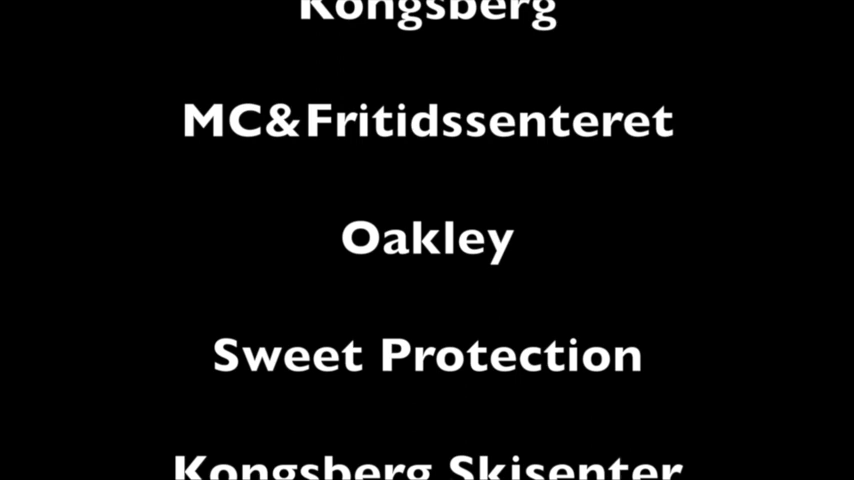 Kongsberg
MC&Fritidssenteret
Oakley
Sweet Protection
Kongsberg Skisenter